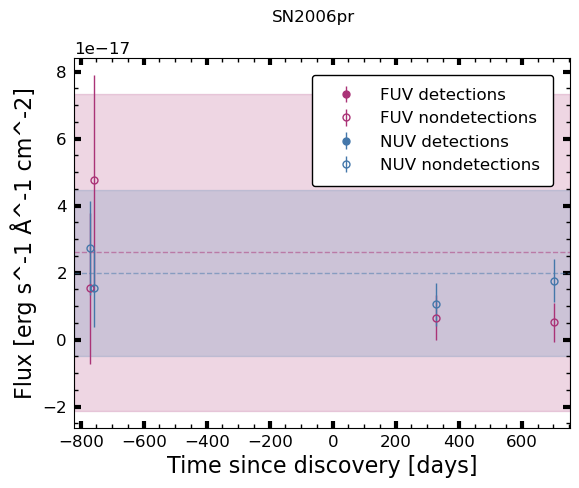 SN2006pr
1e−17
8
6
4
2
0
−2
Flux [erg s^-1 Å^-1 cm^-2]
FUV detections
FUV nondetections
NUV detections
NUV nondetections
−800 −600 −400 −200 0 200 400 600
Time since discovery [days]